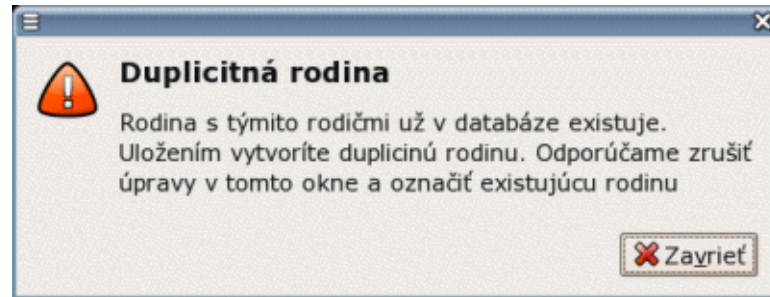 Duplicitná rodina
Rodina s týmito rodičmi už v databáze existuje.
Uložením vytvoríte duplicinú rodinu. Odporúčame zrušiť
úpravy v tomto okne a označiť existujúcu rodinu
Zavrieť